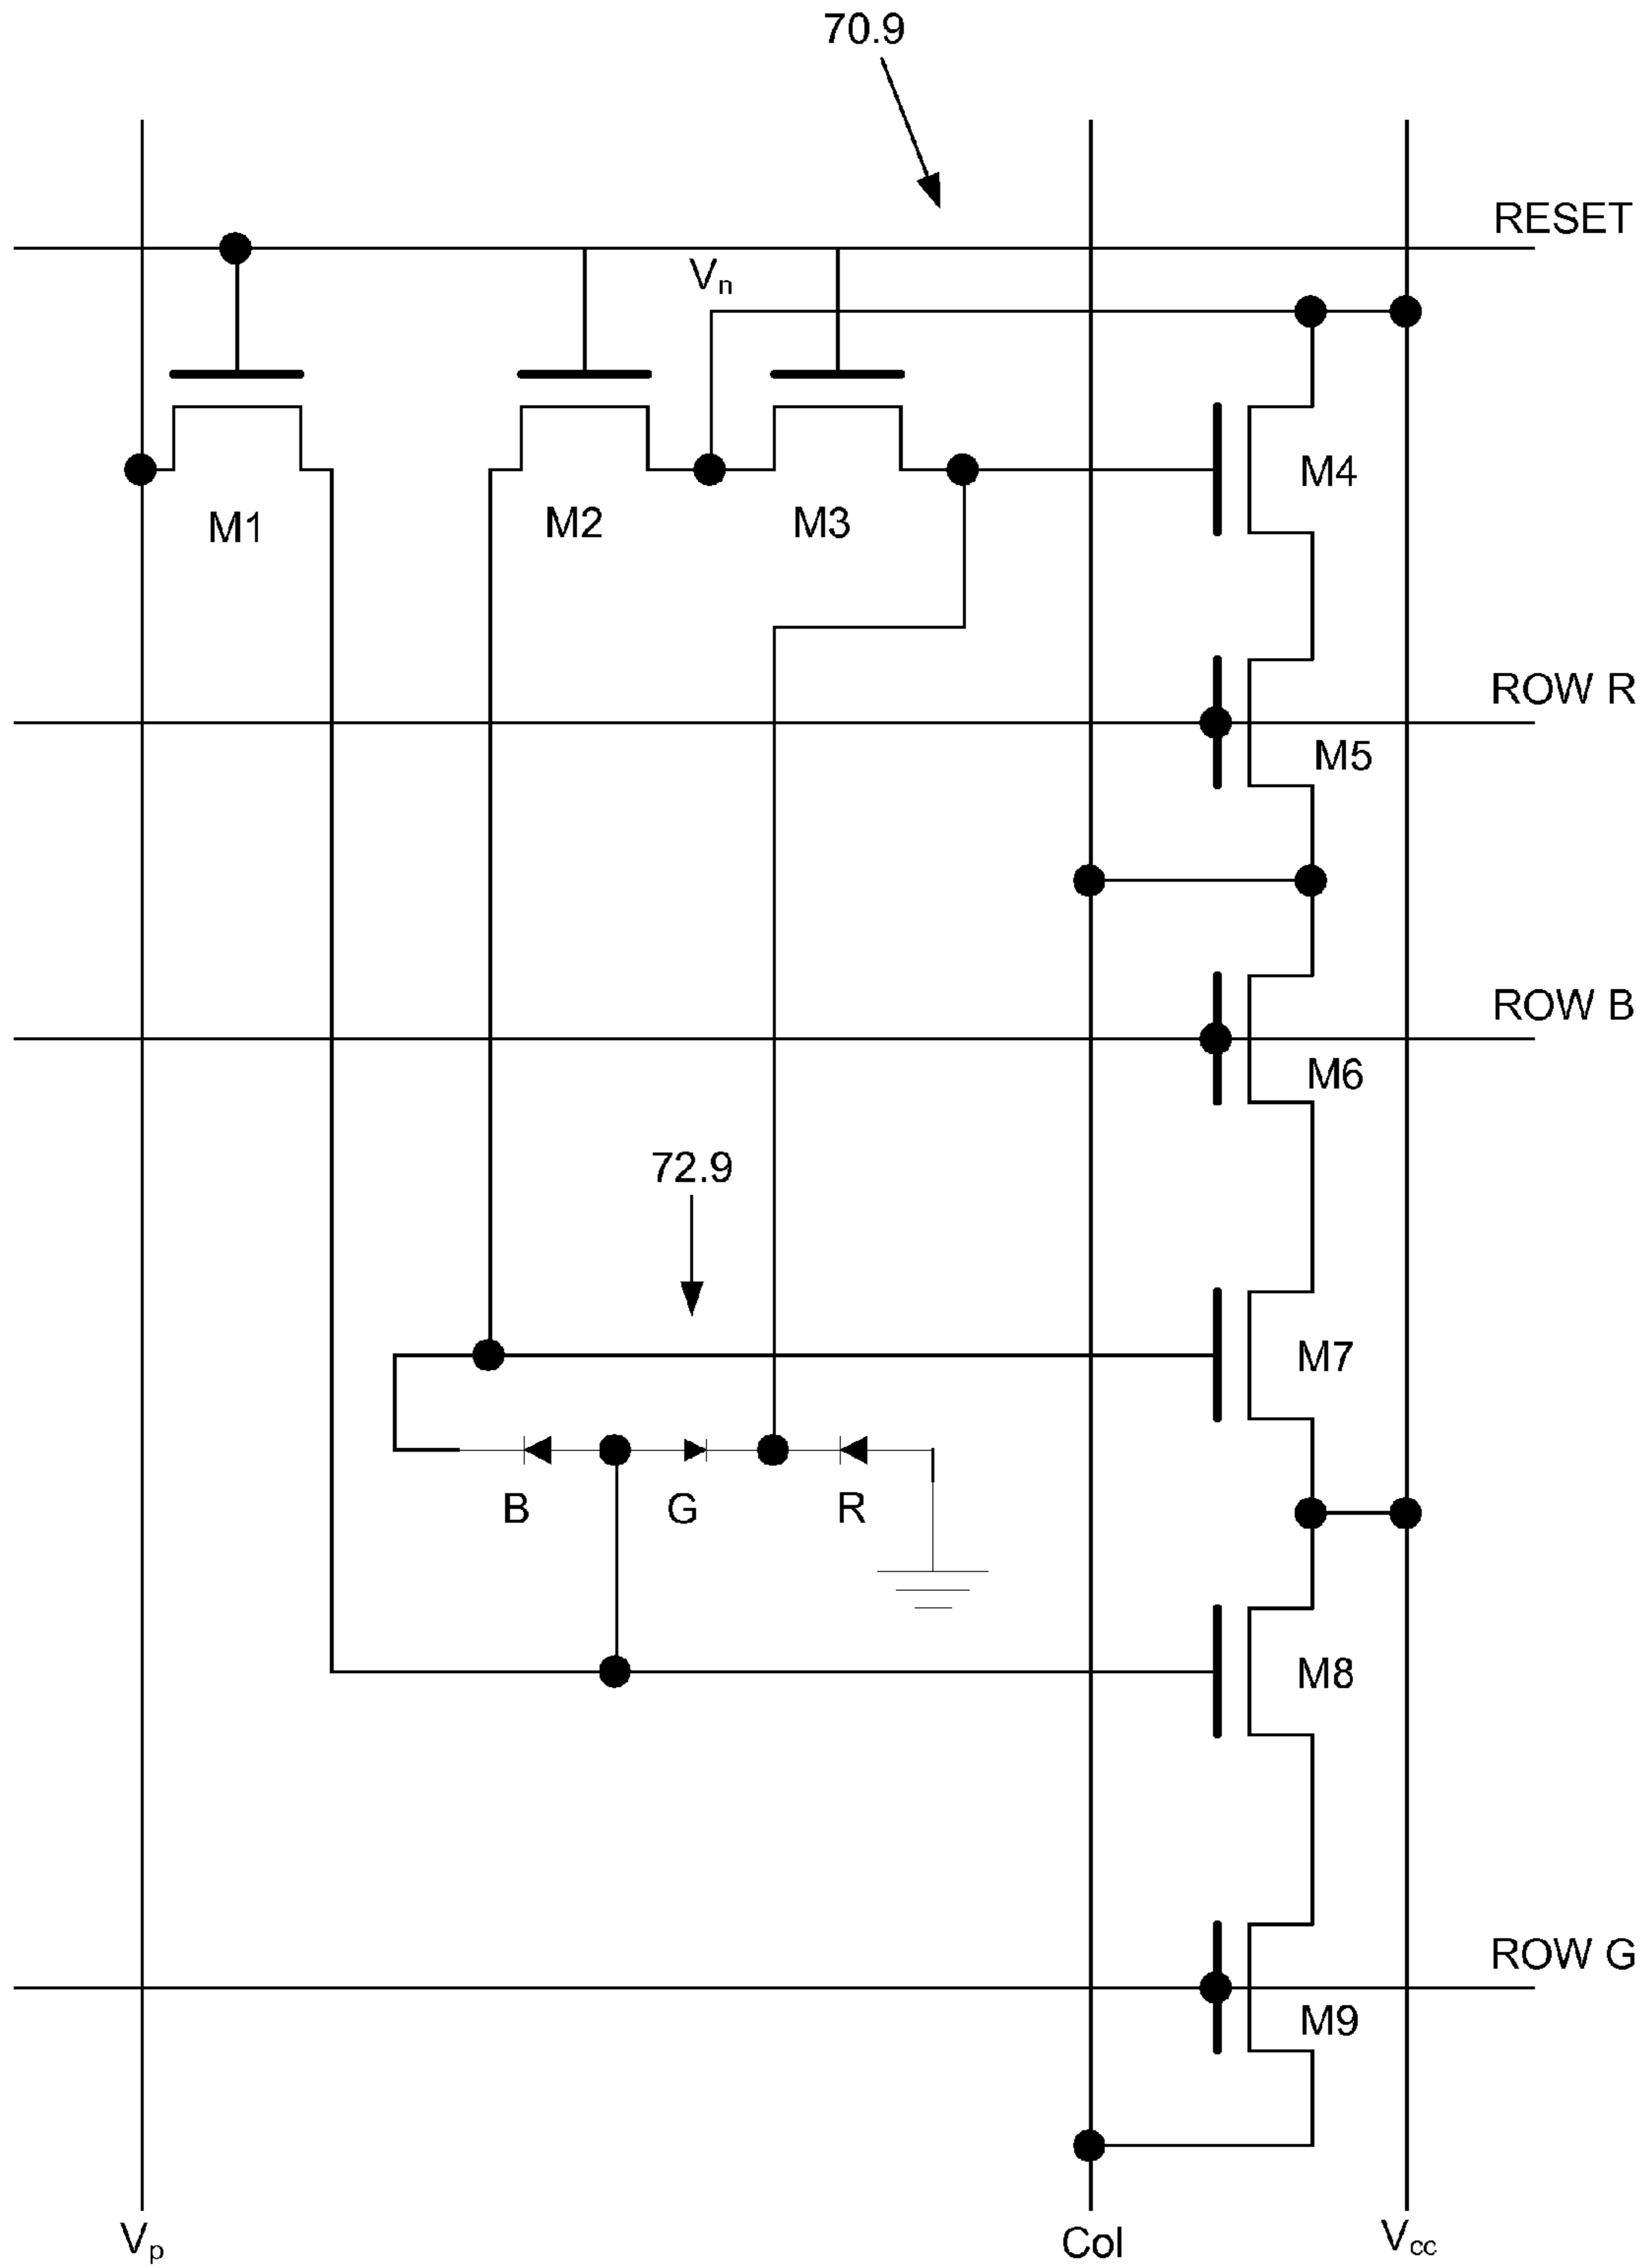 70.9
RESET
Vn
M1
M2
M3
M4
ROW R
M5
ROW B
M6
72.9
M7
B
G
R
M8
ROW G
M9
Vp
Col
Vcc